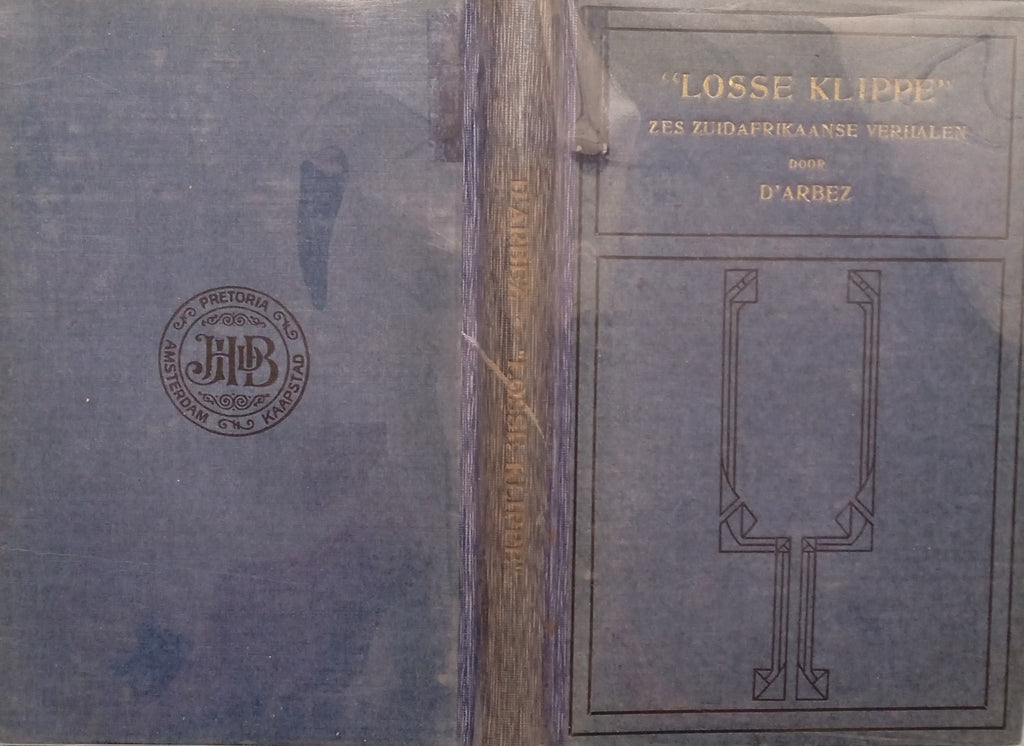 "LOSSE KLIPPE"
ZES ZUIDAFRIKAANSE VERHALEN
DOOR
D'ARBEZ
D'ARBEZ. — "LOSSE KLIPPE"
PRETORIA
AMSTERDAM
KAAPSTAD
JHDB